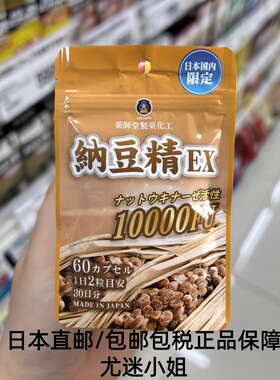 日本国内
限定
薬師堂製薬化工
納豆精EX
ナットウキナーゼ活性
10000FU
60カプセル
1日2粒目安
30日分
MADE IN JAPAN
日本直邮/包邮包税正品保障
尤迷小姐